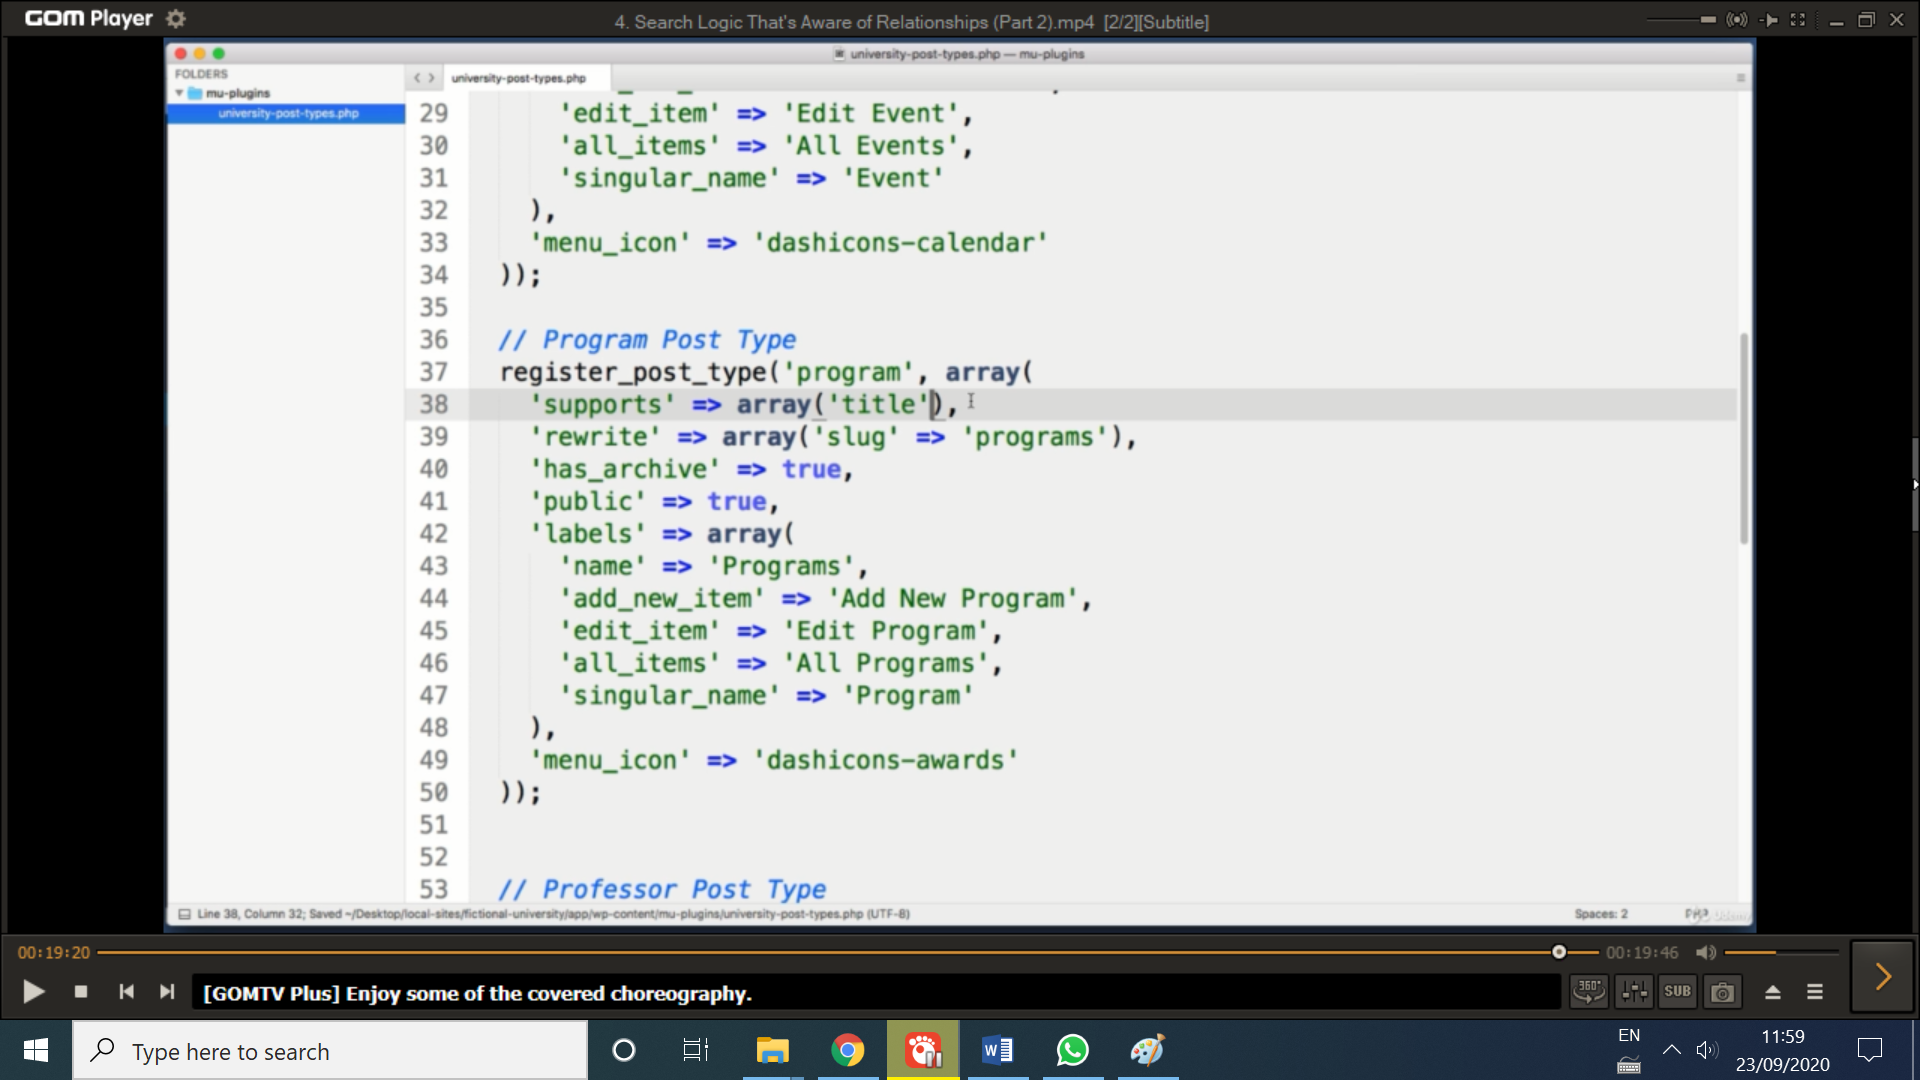 GOM Player
4. Search Logic That's Aware of Relationships (Part 2).mp4 [2/2][Subtitle]
university-post-types.php — mu-plugins
FOLDERS
mu-plugins
university-post-types.php
university-post-types.php
29 'edit_item' => 'Edit Event',
30 'all_items' => 'All Events',
31 'singular_name' => 'Event'
32 ),
33 'menu_icon' => 'dashicons-calendar'
34 ));
35
36 // Program Post Type
37 register_post_type('program', array(
38 'supports' => array('title'),
39 'rewrite' => array('slug' => 'programs'),
40 'has_archive' => true,
41 'public' => true,
42 'labels' => array(
43 'name' => 'Programs',
44 'add_new_item' => 'Add New Program',
45 'edit_item' => 'Edit Program',
46 'all_items' => 'All Programs',
47 'singular_name' => 'Program'
48 ),
49 'menu_icon' => 'dashicons-awards'
50 ));
51
52
53 // Professor Post Type
Line 38, Column 32; Saved ~/Desktop/local-sites/fictional-university/app/wp-content/mu-plugins/university-post-types.php (UTF-8)
Spaces: 2
00:19:20
00:19:46
[GOMTV Plus] Enjoy some of the covered choreography.
360°
SUB
Type here to search
EN
11:59
23/09/2020